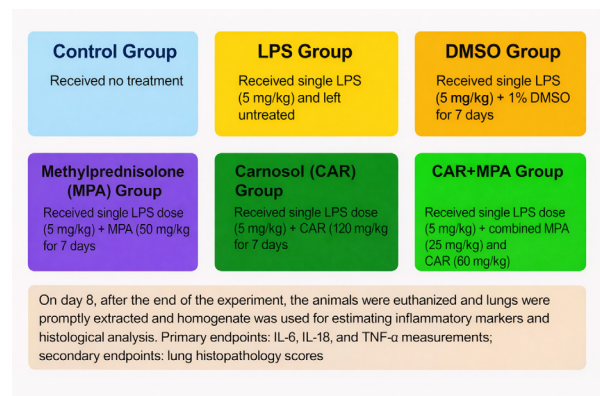 Control Group
Received no treatment
LPS Group
Received single LPS
(5 mg/kg) and left
untreated
DMSO Group
Received single LPS
(5 mg/kg) + 1% DMSO
for 7 days
Methylprednisolone
(MPA) Group
Received single LPS dose
(5 mg/kg) + MPA (50 mg/kg
for 7 days
Carnosol (CAR)
Group
Received single LPS dose
(5 mg/kg) + CAR (120 mg/kg
for 7 days
CAR+MPA Group
Received single LPS dose
(5 mg/kg) + combined MPA
(25 mg/kg) and
CAR (60 mg/kg)
On day 8, after the end of the experiment, the animals were euthanized and lungs were
promptly extracted and homogenate was used for estimating inflammatory markers and
histological analysis. Primary endpoints: IL-6, IL-18, and TNF-α measurements;
secondary endpoints: lung histopathology scores